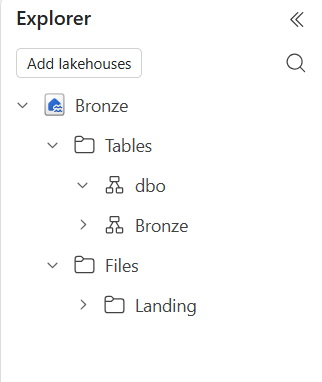 Explorer
Add lakehouses
Bronze
Tables
dbo
Bronze
Files
Landing